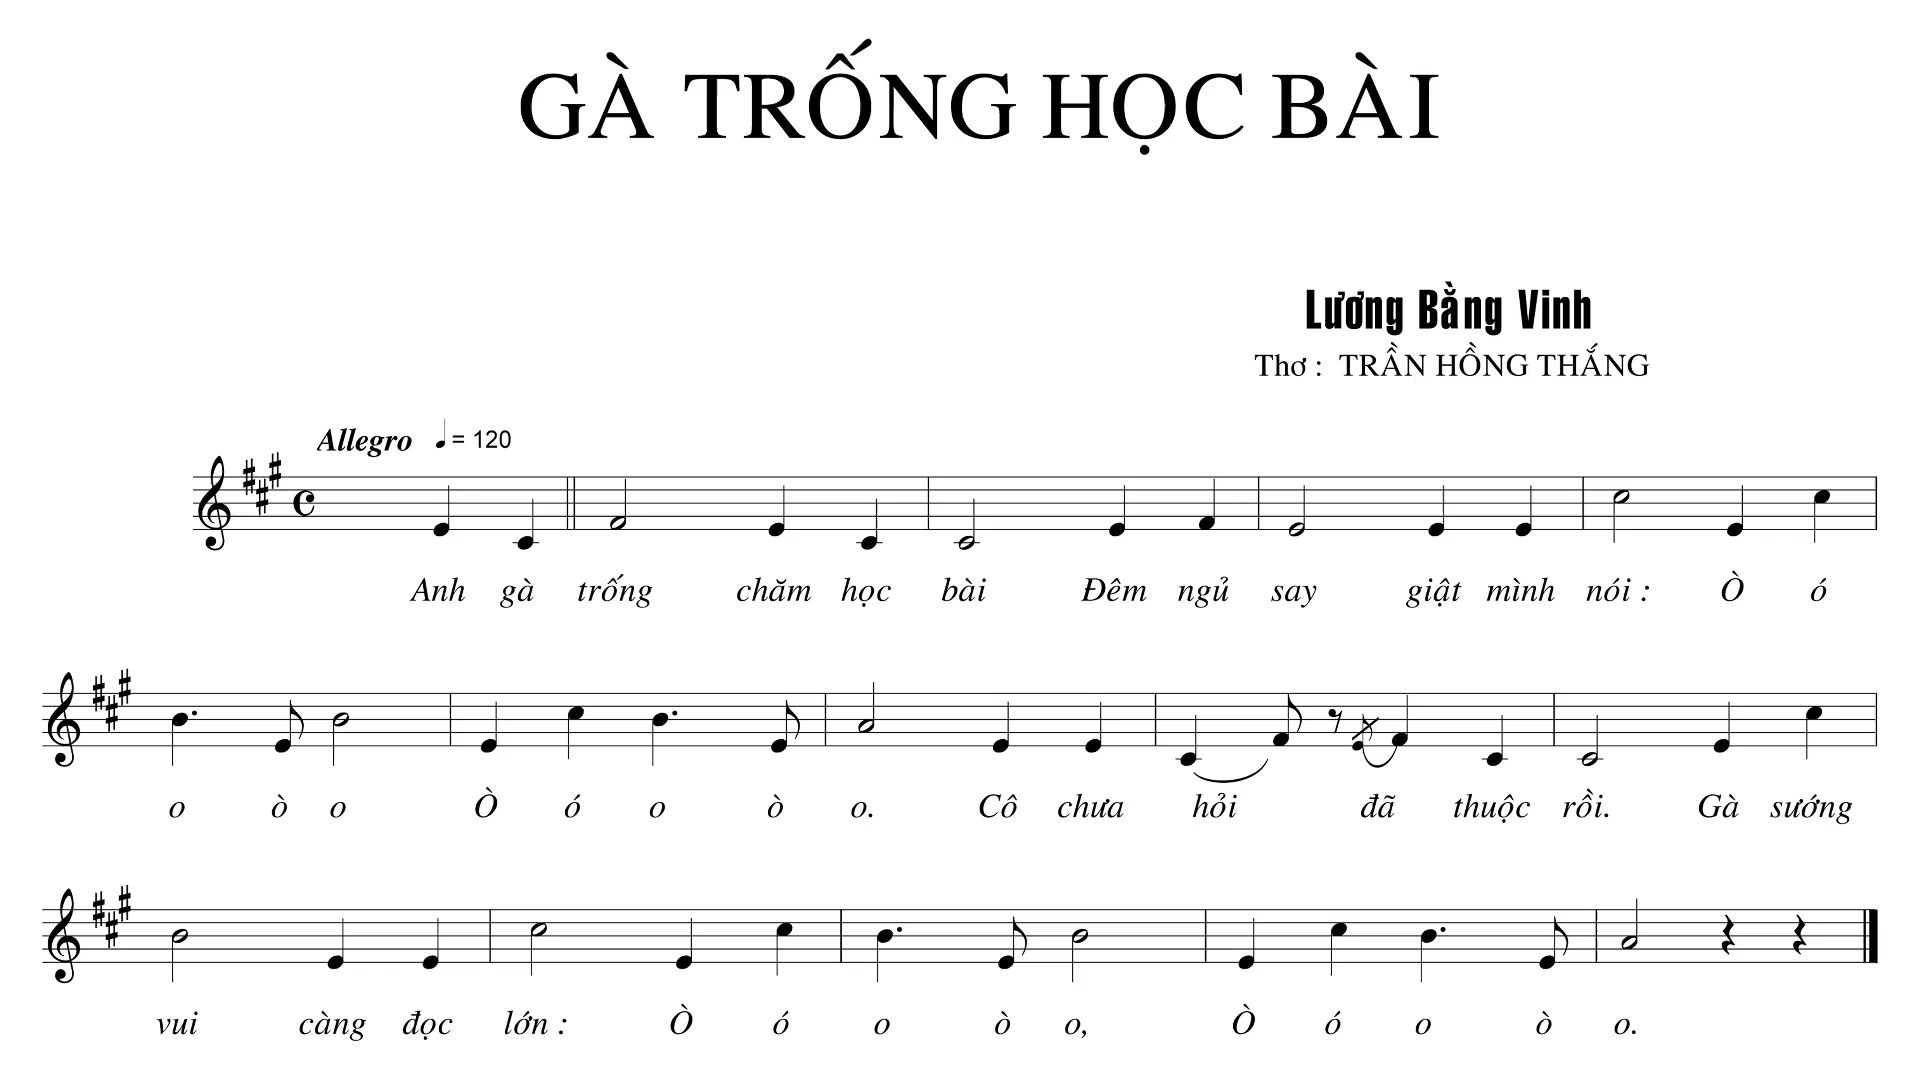 GÀ TRỐNG HỌC BÀI
Lương Bằng Vinh
Thơ : TRẦN HỒNG THẮNG
Allegro = 120
Anh gà trống chăm học bài Đêm ngủ say giật mình nói : Ò ó
o ò o Ò ó o ò o. Cô chưa hỏi đã thuộc rồi. Gà sướng
vui càng đọc lớn : Ò ó o ò o, Ò ó o ò o.